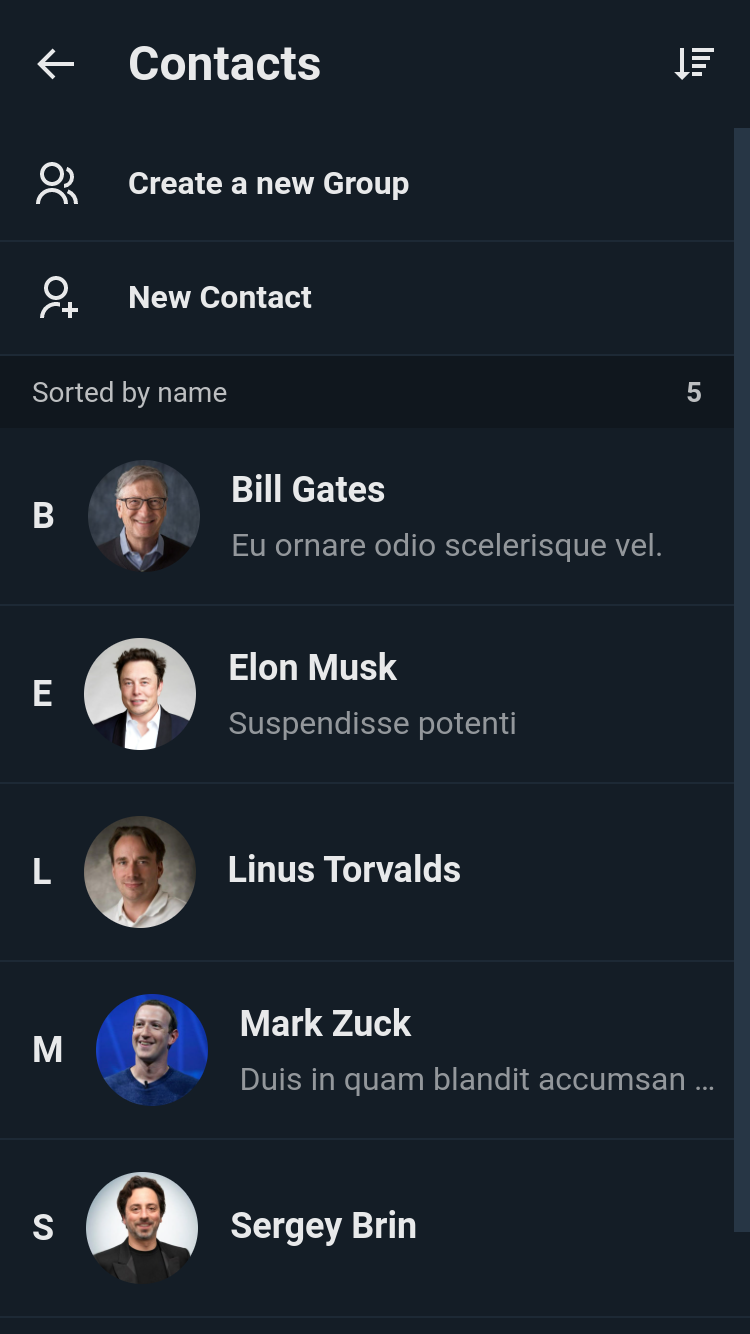 Contacts
Create a new Group
New Contact
Sorted by name 5
B
Bill Gates
Eu ornare odio scelerisque vel.
E
Elon Musk
Suspendisse potenti
L
Linus Torvalds
M
Mark Zuck
Duis in quam blandit accumsan ...
S
Sergey Brin